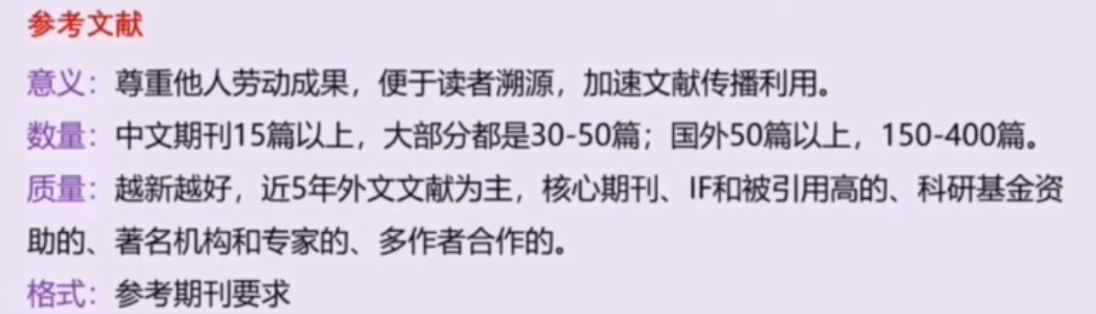 参考文献
意义：尊重他人劳动成果，便于读者溯源，加速文献传播利用。
数量：中文期刊15篇以上，大部分都是30-50篇；国外50篇以上，150-400篇。
质量：越新越好，近5年外文文献为主，核心期刊、IF和被引用高的、科研基金资
助的、著名机构和专家的、多作者合作的。
格式：参考期刊要求